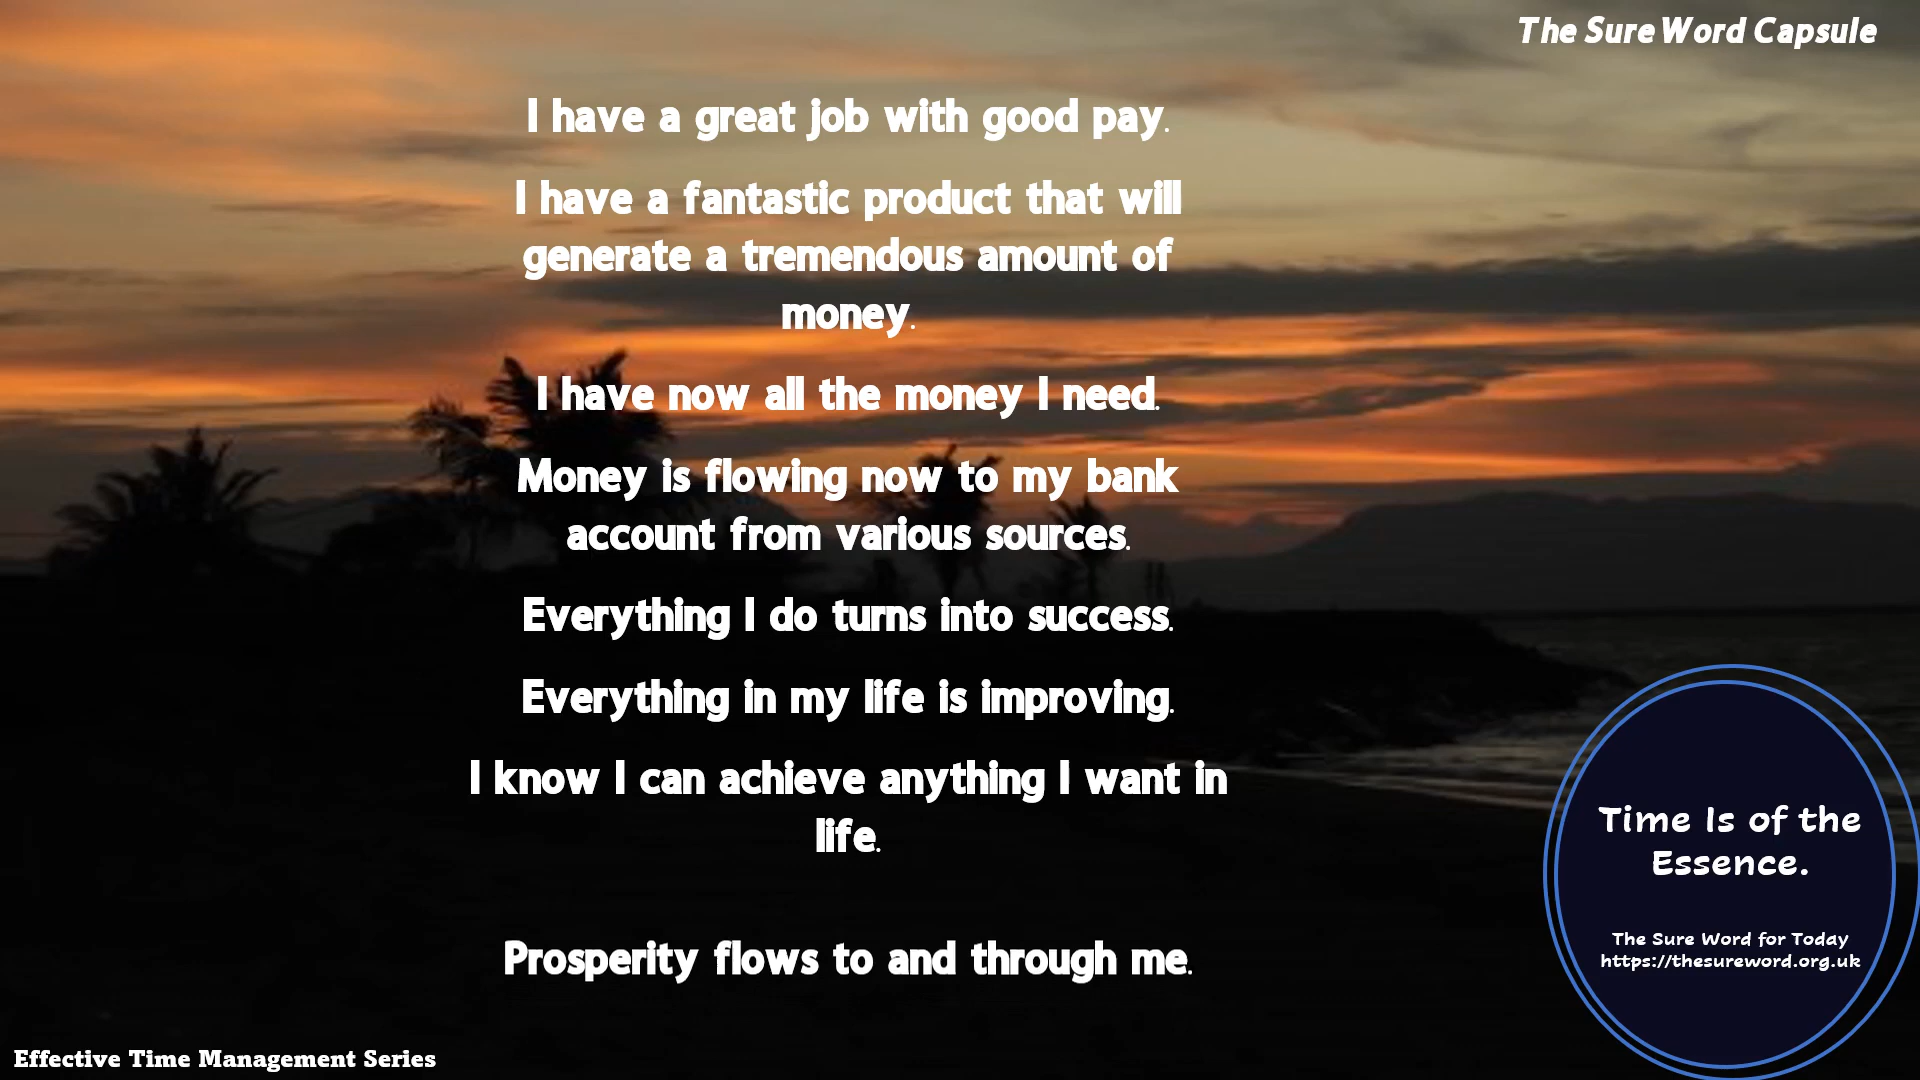 The Sure Word Capsule
I have a great job with good pay.
I have a fantastic product that will
generate a tremendous amount of
money.
I have now all the money I need.
Money is flowing now to my bank
account from various sources.
Everything I do turns into success.
Everything in my life is improving.
I know I can achieve anything I want in
life.
Prosperity flows to and through me.
Time Is of the
Essence.
The Sure Word for Today
https://thesureword.org.uk
Effective Time Management Series